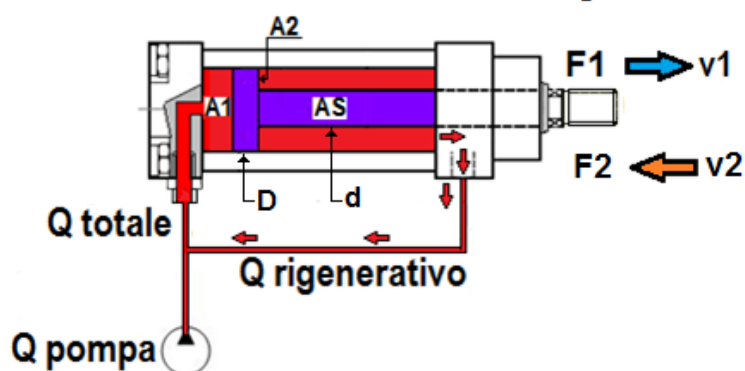 A2
F1 v1
A1 AS
F2 v2
D d
Q totale
Q rigenerativo
Q pompa